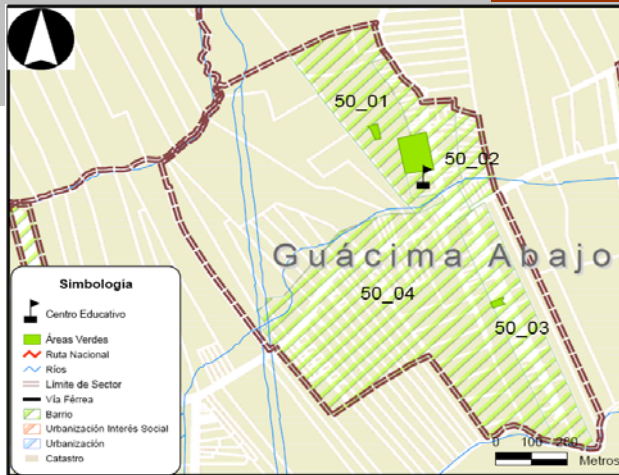 50_01
50_02
Guácima Abajo
50_04
50_03
Simbología
Centro Educativo
Áreas Verdes
Ruta Nacional
Ríos
Límite de Sector
Vía Férrea
Barrio
Urbanización Interés Social
Urbanización
Catastro
0 100 200
Metros